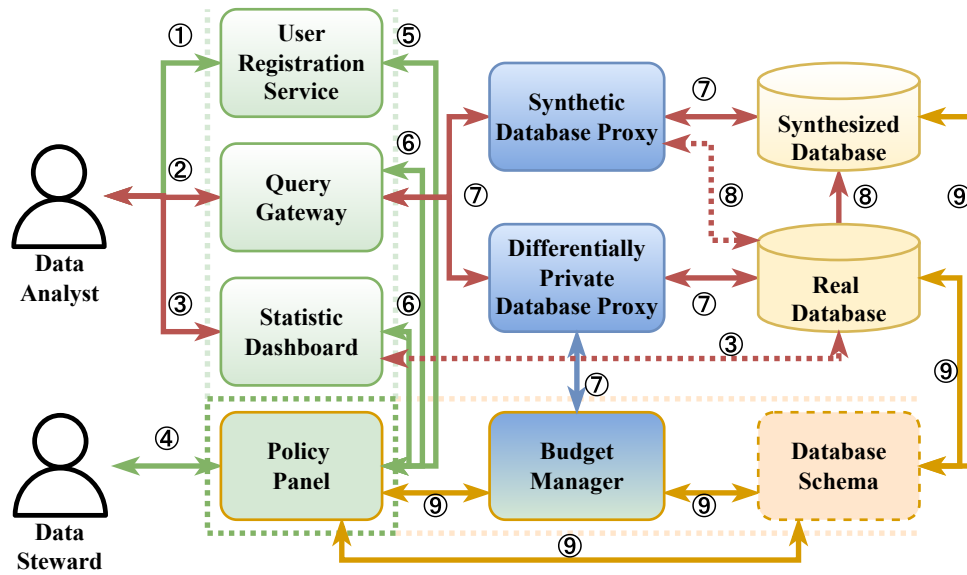 ①
User
Registration
Service
⑤
Synthetic
Database Proxy
⑦
Synthesized
Database
②
Query
Gateway
⑥
⑦
⑧
⑧
⑨
Data
Analyst
③
Statistic
Dashboard
⑥
Differentially
Private
Database Proxy
⑦
Real
Database
③
⑨
④
Policy
Panel
⑦
Budget
Manager
Database
Schema
⑨
⑨
⑨
Data
Steward